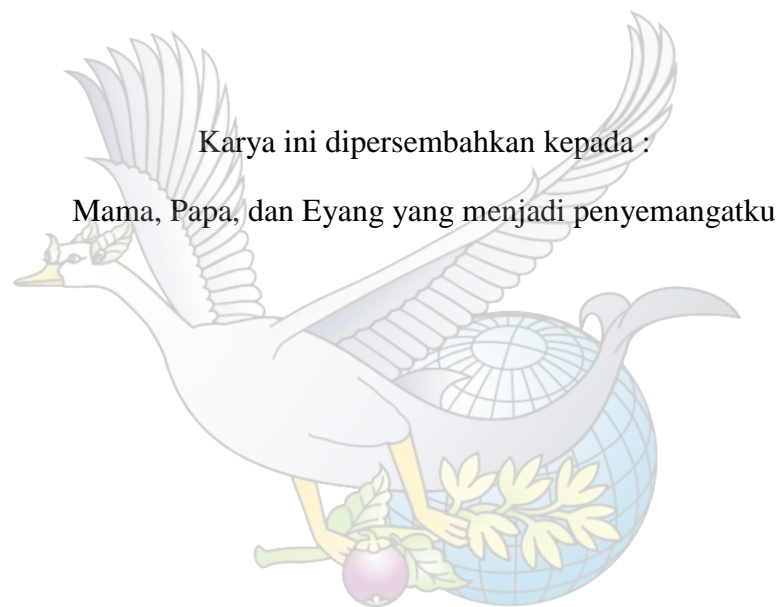 Karya ini dipersembahkan kepada :
Mama, Papa, dan Eyang yang menjadi penyemangatku